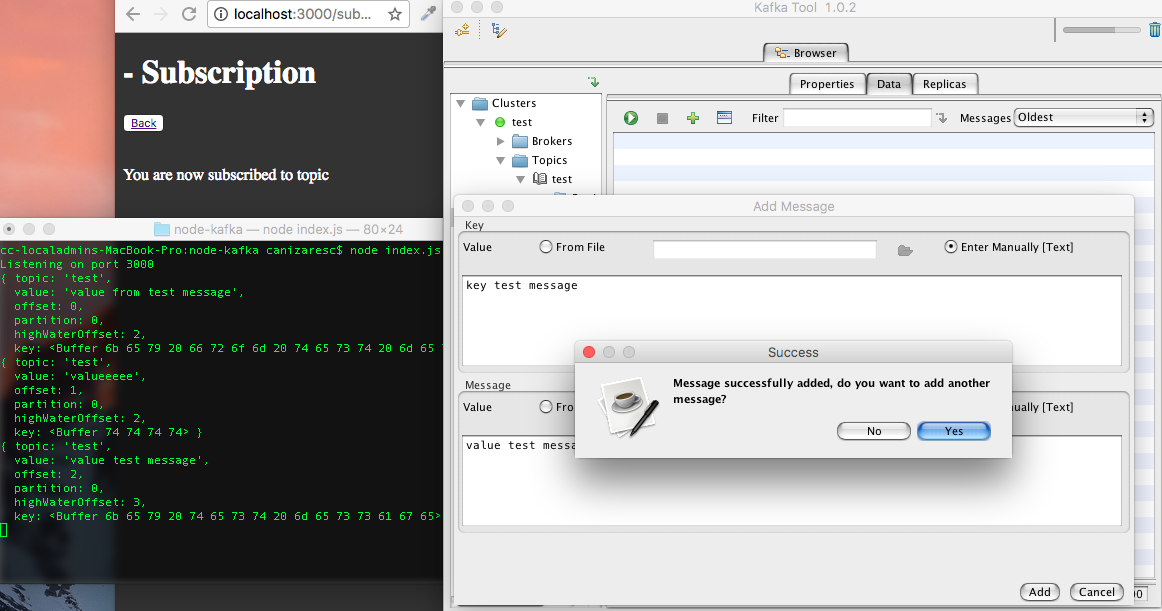 localhost:3000/sub...
- Subscription
Back
You are now subscribed to topic
node-kafka — node index.js — 80×24
cc-localadmins-MacBook-Pro:node-kafka canizaresc$ node index.js
Listening on port 3000
{ topic: 'test',
value: 'value from test message',
offset: 0,
partition: 0,
highWaterOffset: 2,
key: <Buffer 6b 65 79 20 66 72 6f 6d 20 74 65 73 74 20 6d 65
{ topic: 'test',
value: 'valueeeee',
offset: 1,
partition: 0,
highWaterOffset: 2,
key: <Buffer 74 74 74 74> }
{ topic: 'test',
value: 'value test message',
offset: 2,
partition: 0,
highWaterOffset: 3,
key: <Buffer 6b 65 79 20 74 65 73 74 20 6d 65 73 73 61 67 65>
Kafka Tool 1.0.2
Browser
Properties Data Replicas
Filter Messages Oldest
Clusters
test
Brokers
Topics
test
Add Message
Key
Value From File Enter Manually [Text]
key test message
Message
Value
value test
Success
Message successfully added, do you want to add another
message?
No Yes
[Text]
Add Cancel